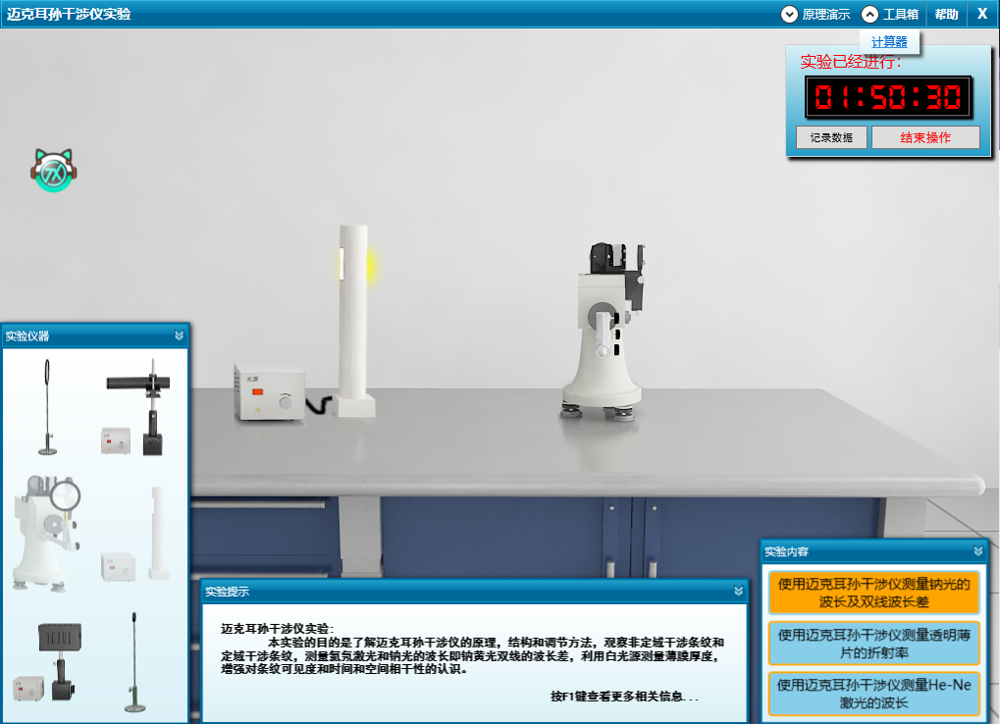 迈克耳孙干涉仪实验
原理演示
工具箱
帮助
X
计算器
实验已经进行:
01:50:30
记录数据
结束操作
7X
光源
实验仪器
实验提示
迈克耳孙干涉仪实验:
本实验的目的是了解迈克耳孙干涉仪的原理，结构和调节方法，观察非定域干涉条纹和
定域干涉条纹，测量氦氖激光和钠光的波长即钠黄光双线的波长差，利用白光源测量薄膜厚度，
增强对条纹可见度和时间和空间相干性的认识。
按F1键查看更多相关信息...
实验内容
使用迈克耳孙干涉仪测量钠光的
波长及双线波长差
使用迈克耳孙干涉仪测量透明薄
片的折射率
使用迈克耳孙干涉仪测量He-Ne
激光的波长